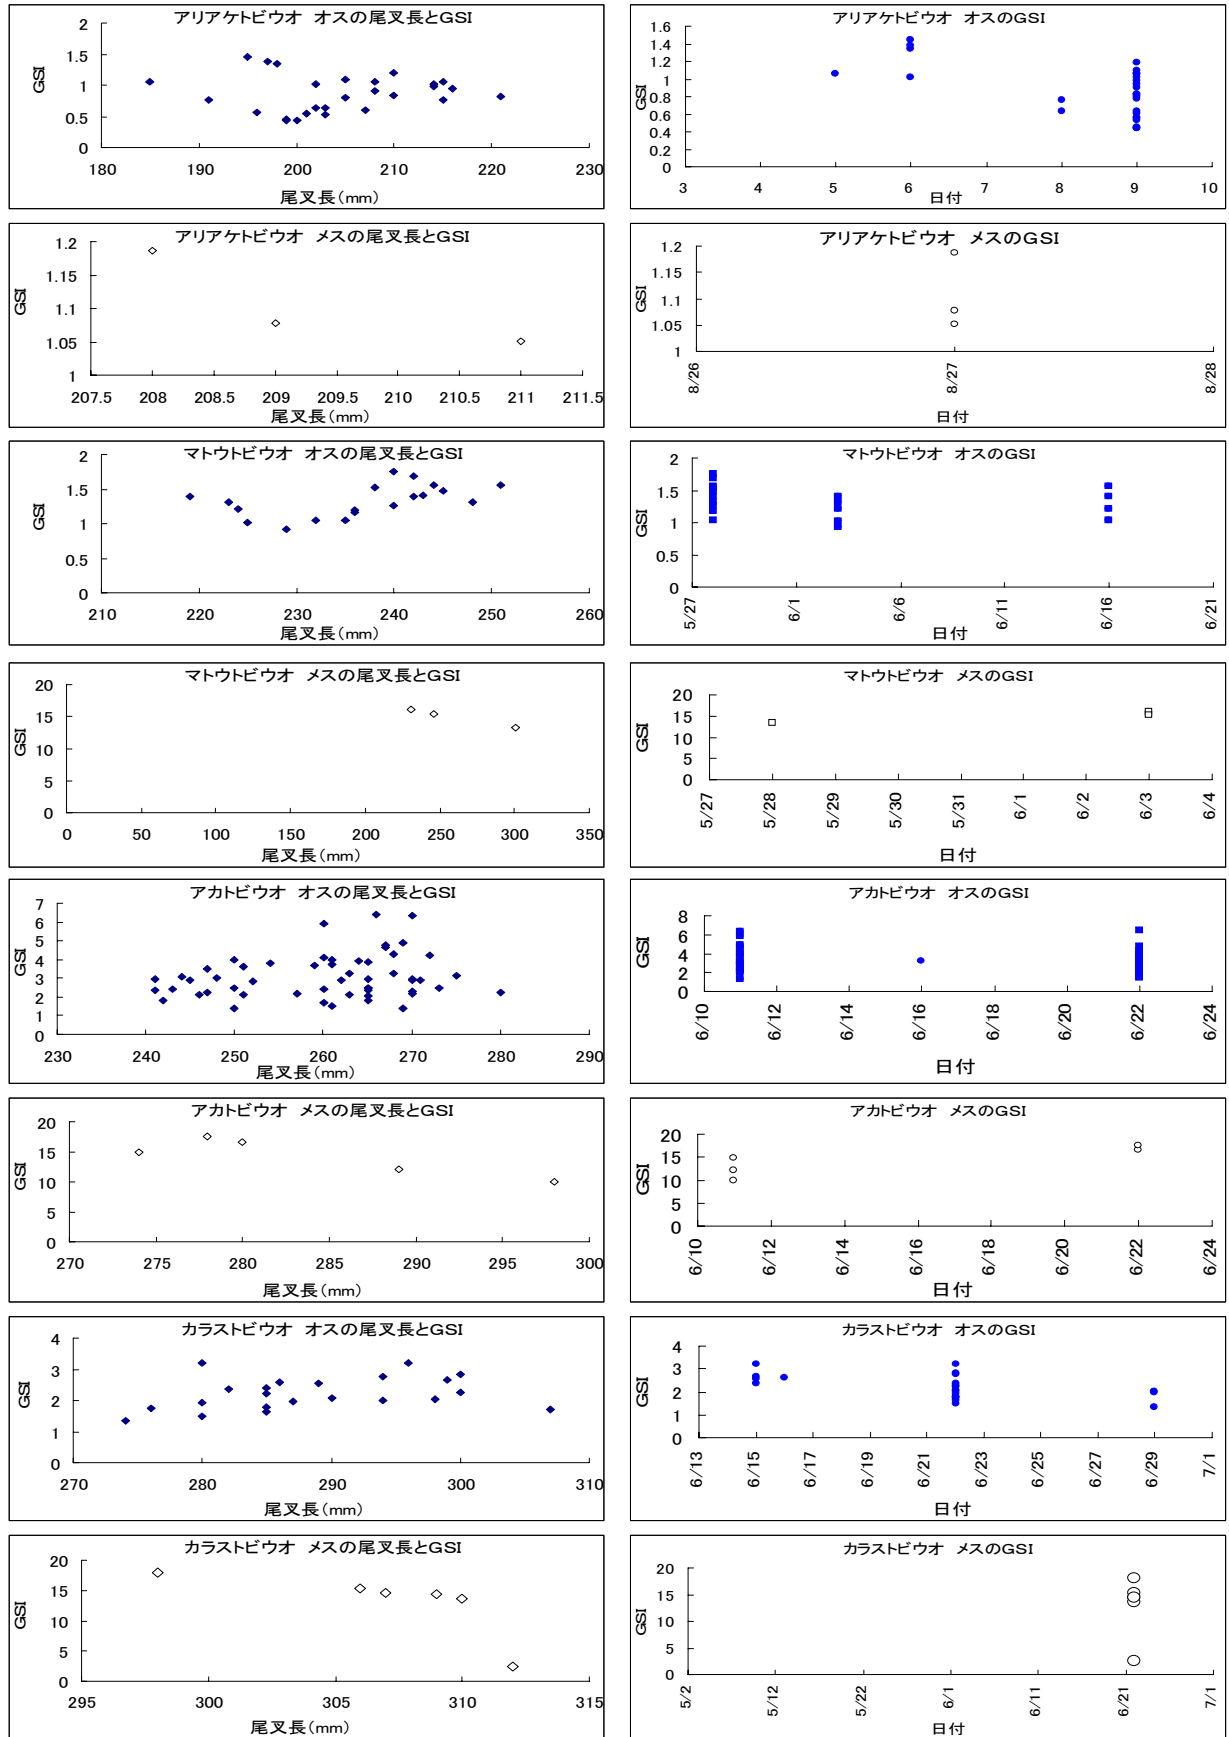 アリアケトビウオ オスの尾叉長とGSI
2
1.5
1
0.5
0
GSI
180 190 200 210 220 230
尾叉長(mm)
アリアケトビウオ オスのGSI
1.6
1.4
1.2
1
0.8
0.6
0.4
0.2
0
GSI
3 4 5 6 7 8 9 10
日付
アリアケトビウオ メスの尾叉長とGSI
1.2
1.15
1.1
1.05
1
GSI
207.5 208 208.5 209 209.5 210 210.5 211 211.5
尾叉長(mm)
アリアケトビウオ メスのGSI
1.2
1.15
1.1
1.05
1
GSI
8/26 8/27 8/28
日付
マトウトビウオ オスの尾叉長とGSI
2
1.5
1
0.5
0
GSI
210 220 230 240 250 260
尾叉長(mm)
マトウトビウオ オスのGSI
2
1.5
1
0.5
0
GSI
5/27 6/1 6/6 6/11 6/16 6/21
日付
マトウトビウオ メスの尾叉長とGSI
20
15
10
5
0
GSI
0 50 100 150 200 250 300 350
尾叉長(mm)
マトウトビウオ メスのGSI
20
15
10
5
0
GSI
5/27 5/28 5/29 5/30 5/31 6/1 6/2 6/3 6/4
日付
アカトビウオ オスの尾叉長とGSI
7
6
5
4
3
2
1
0
GSI
230 240 250 260 270 280 290
尾叉長(mm)
アカトビウオ オスのGSI
8
6
4
2
0
GSI
6/10 6/12 6/14 6/16 6/18 6/20 6/22 6/24
日付
アカトビウオ メスの尾叉長とGSI
20
15
10
5
0
GSI
270 275 280 285 290 295 300
尾叉長(mm)
アカトビウオ メスのGSI
20
15
10
5
0
GSI
6/10 6/12 6/14 6/16 6/18 6/20 6/22 6/24
日付
カラストビウオ オスの尾叉長とGSI
4
3
2
1
0
GSI
270 280 290 300 310
尾叉長(mm)
カラストビウオ オスのGSI
4
3
2
1
0
GSI
6/13 6/15 6/17 6/19 6/21 6/23 6/25 6/27 6/29 7/1
日付
カラストビウオ メスの尾叉長とGSI
20
15
10
5
0
GSI
295 300 305 310 315
尾叉長(mm)
カラストビウオ メスのGSI
20
15
10
5
0
GSI
5/2 5/12 5/22 6/1 6/11 6/21 7/1
日付